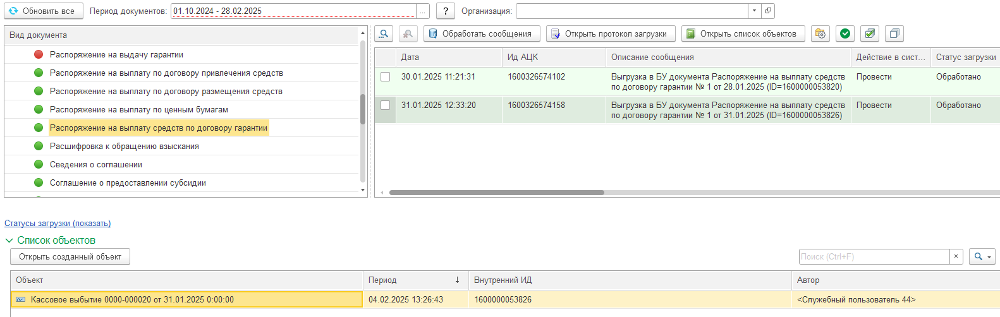 Обновить все
Период документов:
01.10.2024 - 28.02.2025
...
?
Организация:
Вид документа
Распоряжение на выдачу гарантии
Распоряжение на выплату по договору привлечения средств
Распоряжение на выплату по договору размещения средств
Распоряжение на выплату по ценным бумагам
Распоряжение на выплату средств по договору гарантии
Расшифровка к обращению взыскания
Сведения о соглашении
Соглашение о предоставлении субсидии
Обработать сообщения
Открыть протокол загрузки
Открыть список объектов
Дата
Ид АЦК
Описание сообщения
Действие в сист...
Статус загрузки
30.01.2025 11:21:31
1600326574102
Выгрузка в БУ документа Распоряжение на выплату средств
по договору гарантии № 1 от 28.01.2025 (ID=1600000053820)
Провести
Обработано
31.01.2025 12:33:20
1600326574158
Выгрузка в БУ документа Распоряжение на выплату средств
по договору гарантии № 1 от 31.01.2025 (ID=1600000053826)
Провести
Обработано
Статусы загрузки (показать)
Список объектов
Открыть созданный объект
Поиск (Ctrl+F)
×
Объект
Период
↓
Внутренний ИД
Автор
Кассовое выбытие 0000-000020 от 31.01.2025 0:00:00
04.02.2025 13:26:43
1600000053826
<Служебный пользователь 44>